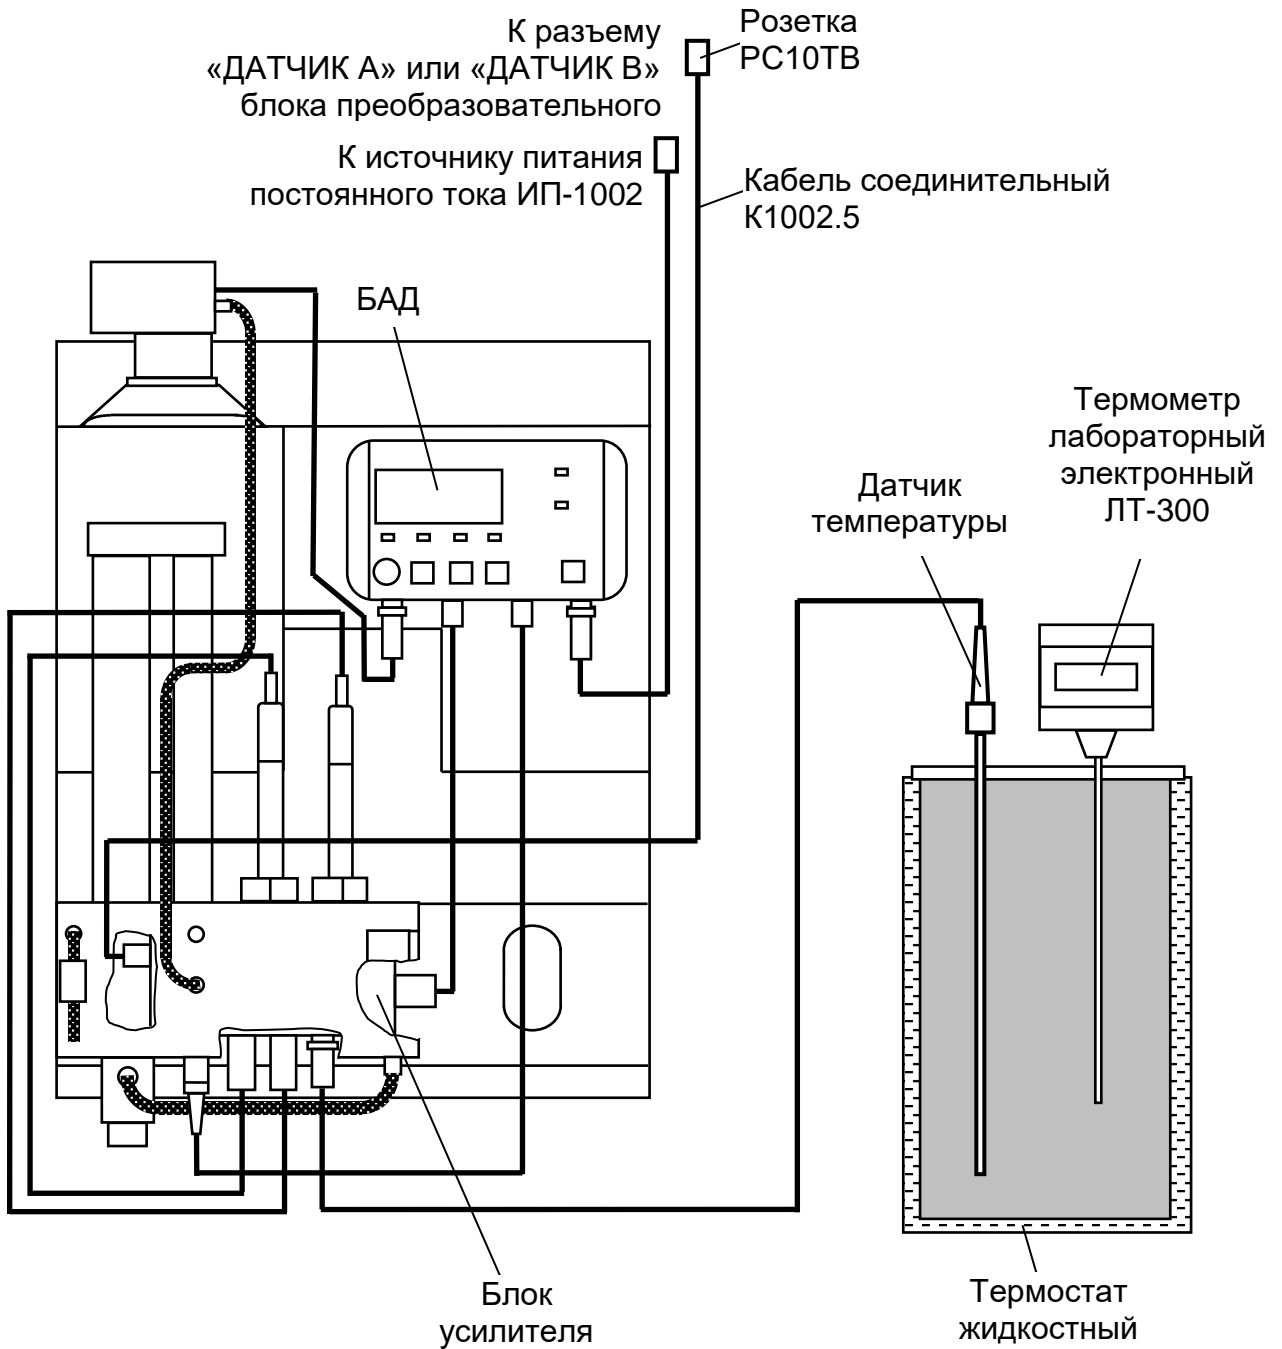 К разъему
«ДАТЧИК А» или «ДАТЧИК В»
блока преобразовательного
Розетка
РС10ТВ
К источнику питания
постоянного тока ИП-1002
Кабель соединительный
К1002.5
БАД
Термометр
лабораторный
электронный
ЛТ-300
Датчик
температуры
Блок
усилителя
Термостат
жидкостный